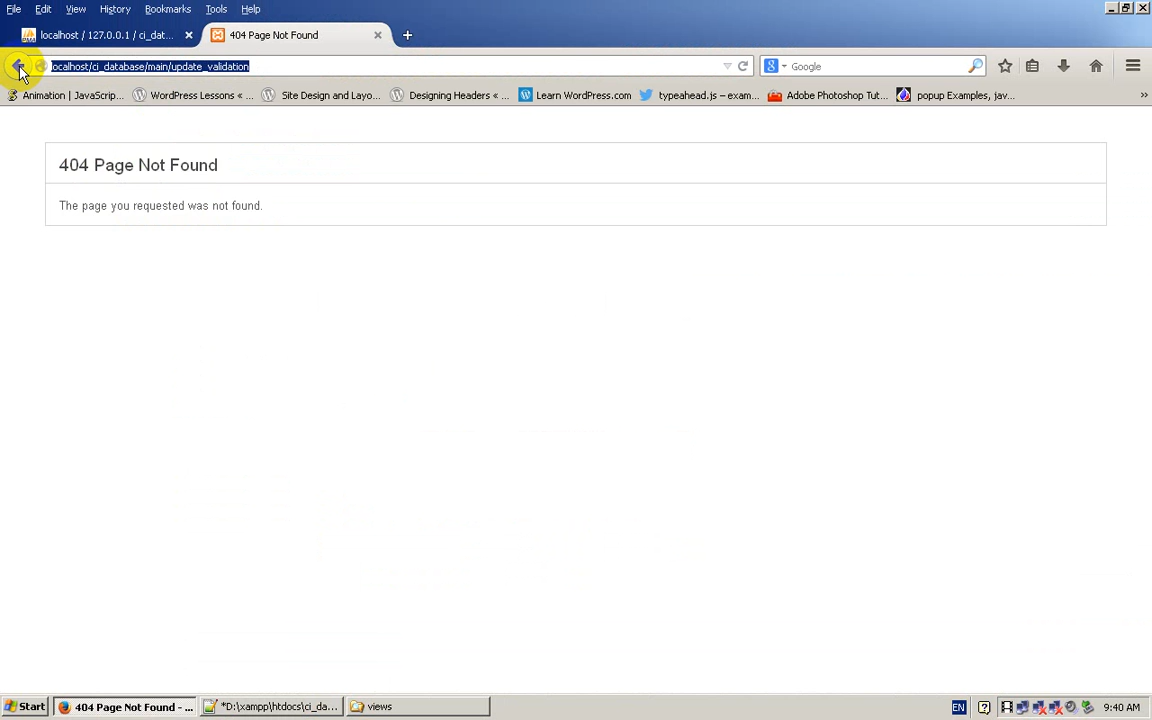 File Edit View History Bookmarks Tools Help
localhost / 127.0.0.1 / ci_dat... 404 Page Not Found
localhost/ci_database/main/update_validation Google
Animation | JavaScrip... WordPress Lessons «... Site Design and Layo... Designing Headers «... Learn WordPress.com typeahead.js – exam... Adobe Photoshop Tut... popup Examples, jav...
404 Page Not Found
The page you requested was not found.
Start 404 Page Not Found - ... *D:\xampp\htdocs\ci_da... views EN 9:40 AM